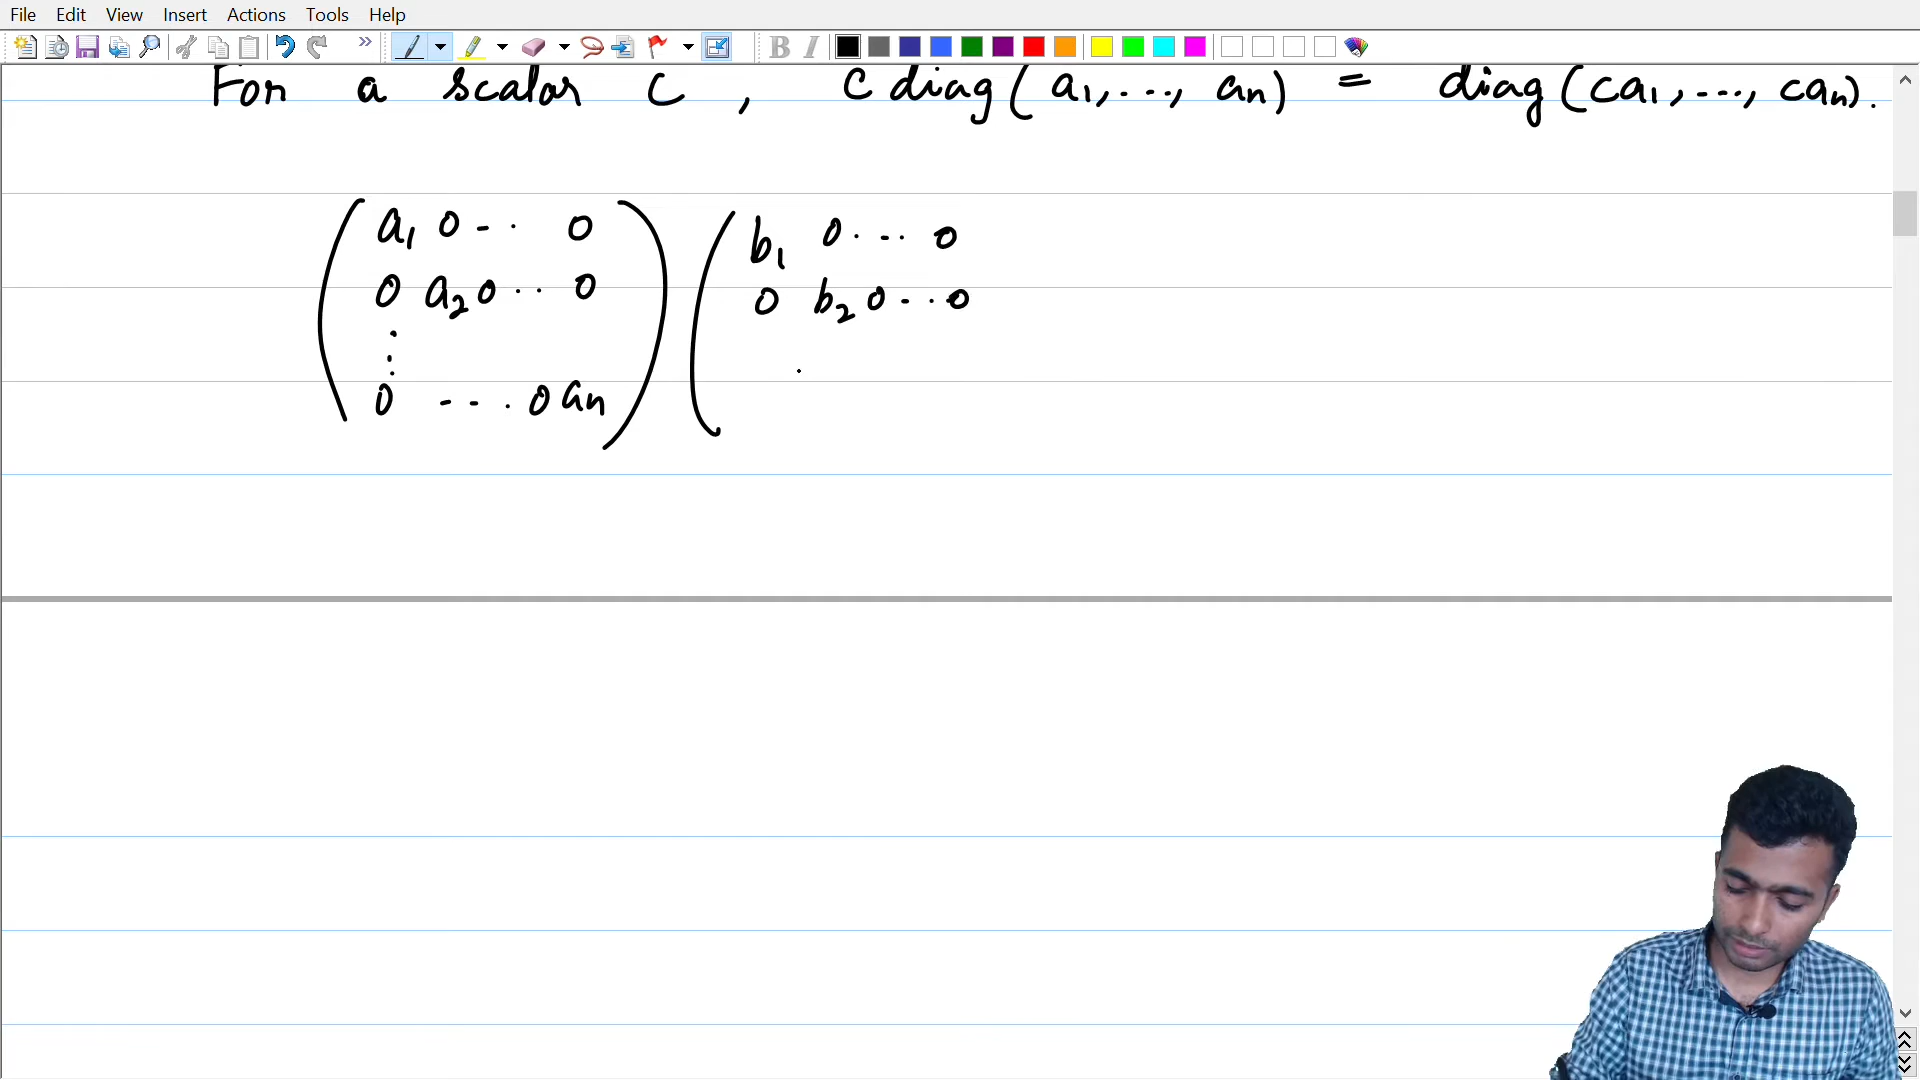 File Edit View Insert Actions Tools Help
B I
For a scalar c, c diag(a1,..., an) = diag(ca1,..., can).
a1 0 - · 0 b1 0 · -·· 0
0 a2 0 ·· 0 0 b2 0 -·· 0
⋮
0 - - · 0 an